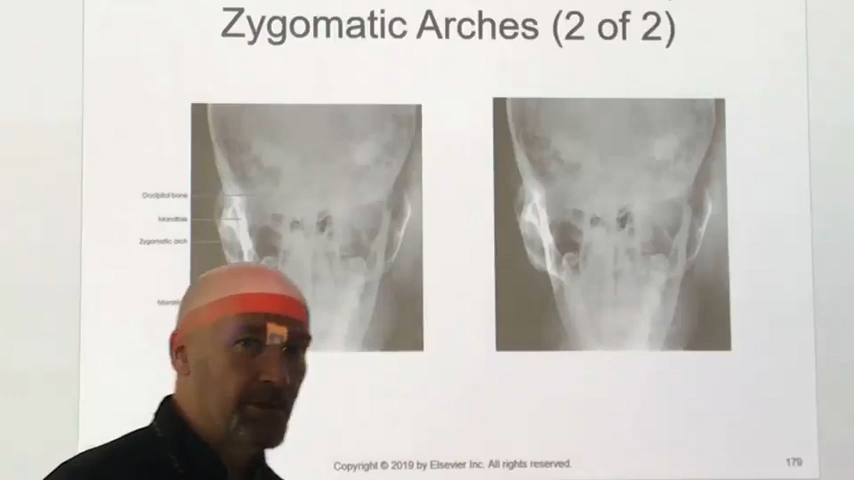 Zygomatic Arches (2 of 2)
Occipital bone
Mandible
Zygomatic arch
Copyright © 2019 by Elsevier Inc. All rights reserved.
179